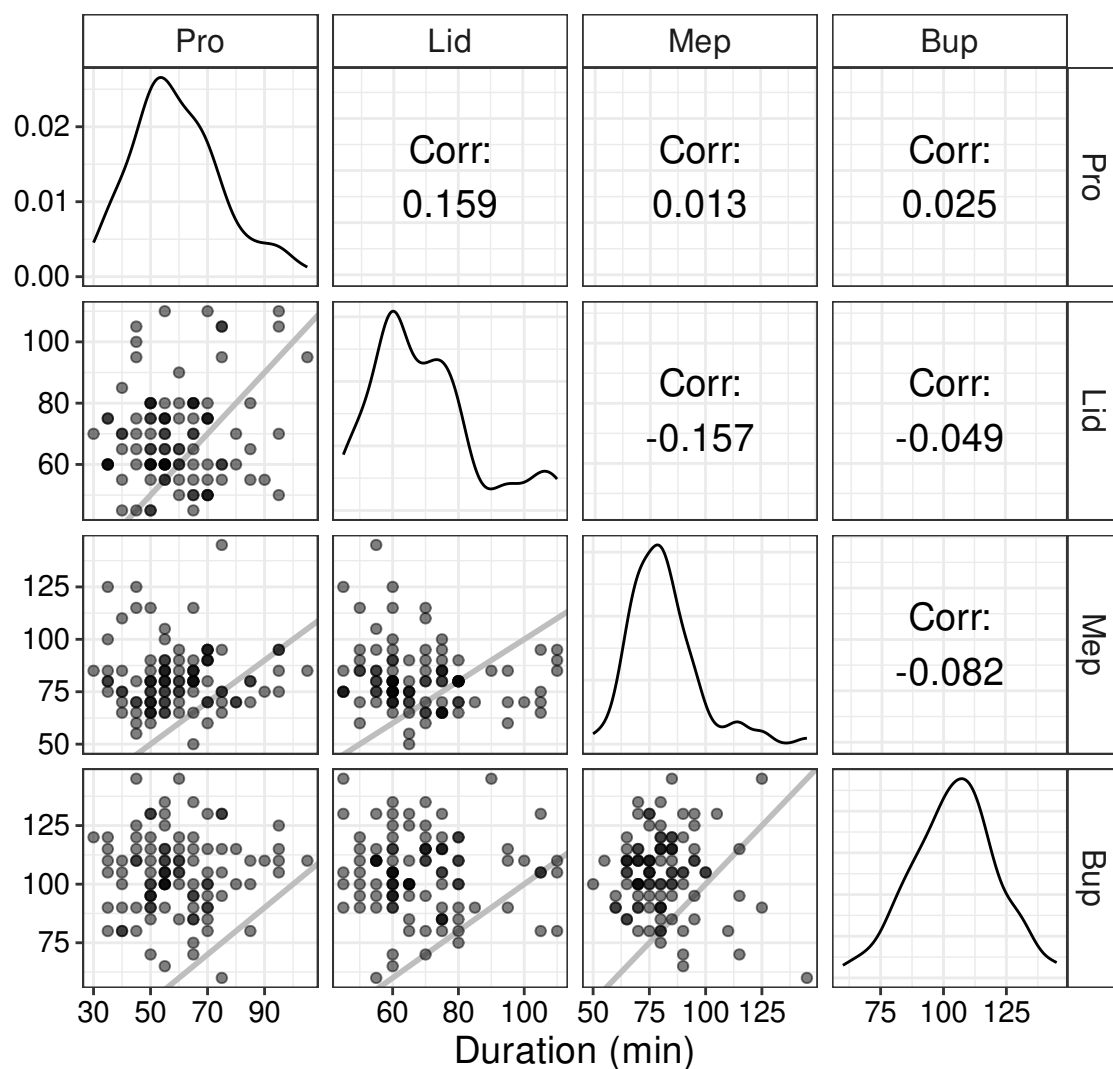 Pro Lid Mep Bup
0.02
0.01
0.00
Corr:
0.159
Corr:
0.013
Corr:
0.025
Pro
100
80
60
Corr:
-0.157
Corr:
-0.049
Lid
125
100
75
50
Corr:
-0.082
Mep
125
100
75
Bup
30 50 70 90 60 80 100 50 75 100 125 75 100 125
Duration (min)